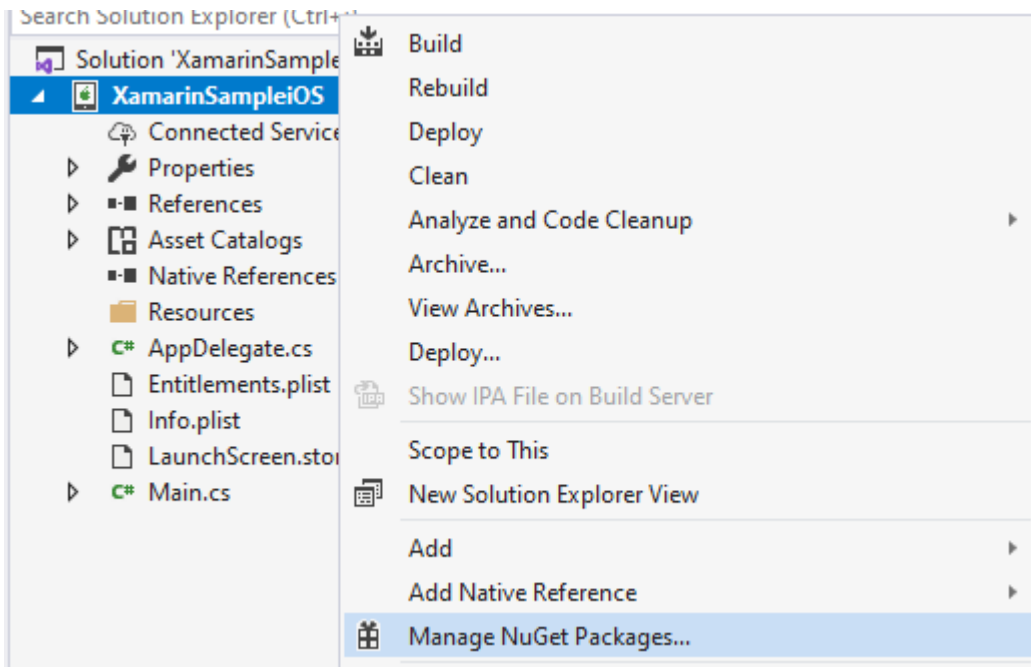 Search Solution Explorer (Ctrl+
Solution 'XamarinSample
XamarinSampleiOS
Connected Service
Properties
References
Asset Catalogs
Native References
Resources
C# AppDelegate.cs
Entitlements.plist
Info.plist
LaunchScreen.stor
C# Main.cs
Build
Rebuild
Deploy
Clean
Analyze and Code Cleanup
Archive...
View Archives...
Deploy...
Show IPA File on Build Server
Scope to This
New Solution Explorer View
Add
Add Native Reference
Manage NuGet Packages...